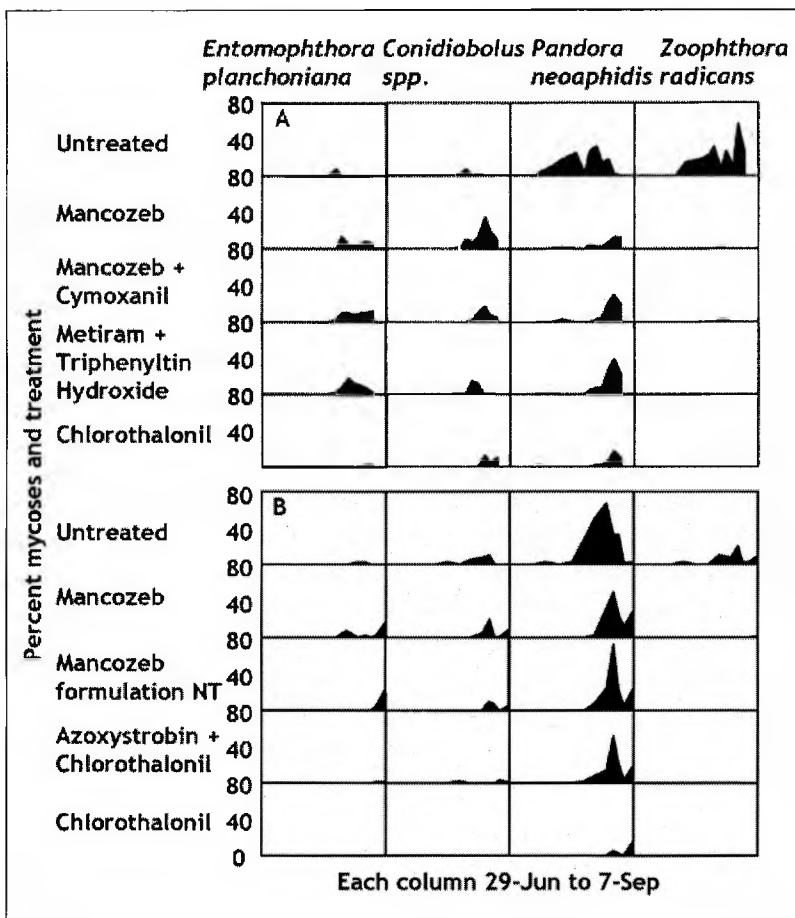 Entomophthora Conidiobolus Pandora Zoophthora
planchoniana spp. neoaphidis radicans
80
A
Untreated 40
80
Mancozeb 40
80
Mancozeb +
Cymoxanil 40
80
Metiram +
Triphenyltin 40
Hydroxide
80
Chlorothalonil 40
80
B
Untreated 40
80
Mancozeb 40
80
Mancozeb 40
formulation NT
80
Azoxystrobin +
Chlorothalonil 40
80
Chlorothalonil 40
0
Percent mycoses and treatment
Each column 29-Jun to 7-Sep